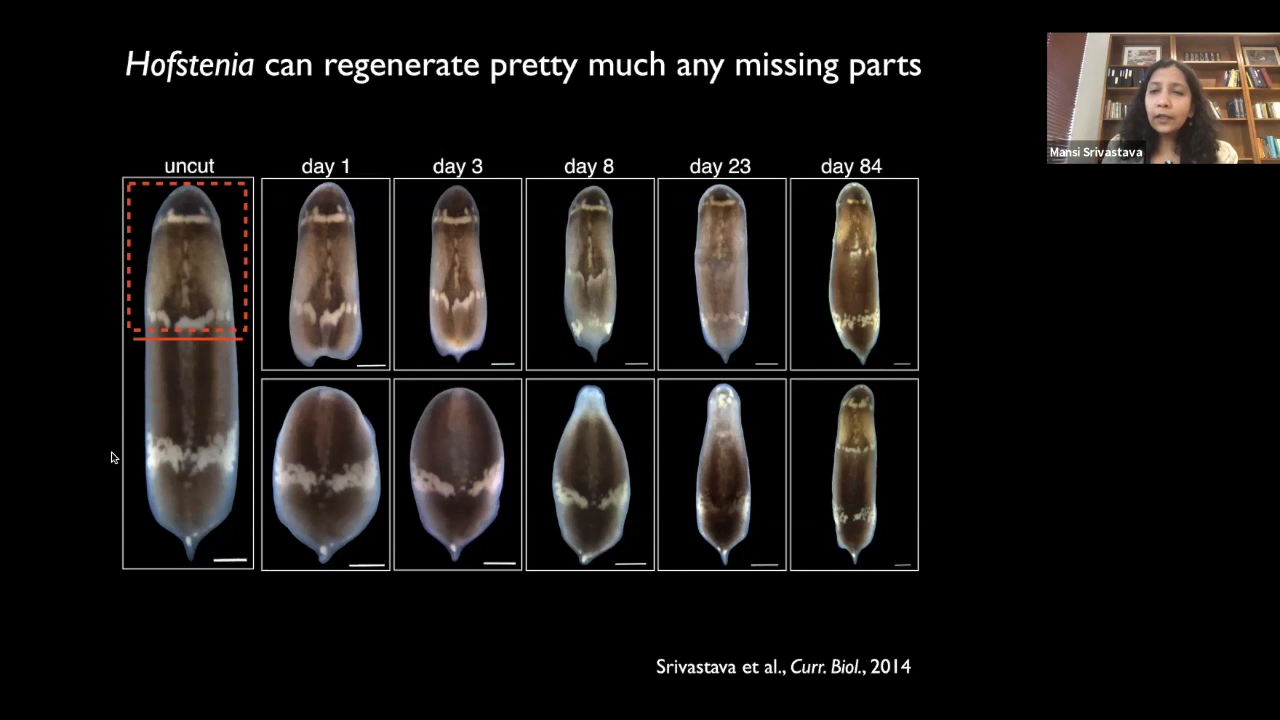 Hofstenia can regenerate pretty much any missing parts
Mansi Srivastava
uncut
day 1
day 3
day 8
day 23
day 84
Srivastava et al., Curr. Biol., 2014